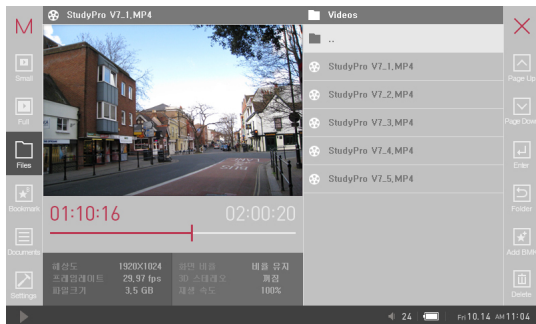 M
StudyPro V7_1.MP4
Videos
Small
Full
Files
Bookmark
Documents
Settings
01:10:16
02:00:20
해상도 1920X1024
프레임레이트 29,97 fps
파일크기 3,5 GB
화면 비율 비율 유지
3D 스테레오 꺼짐
재생 속도 100%
..
StudyPro V7_1,MP4
StudyPro V7_2,MP4
StudyPro V7_3,MP4
StudyPro V7_4,MP4
StudyPro V7_5,MP4
Page Up
Page Down
Enter
Folder
Add BMK
Delete
24
Fri 10.14 AM 11:04